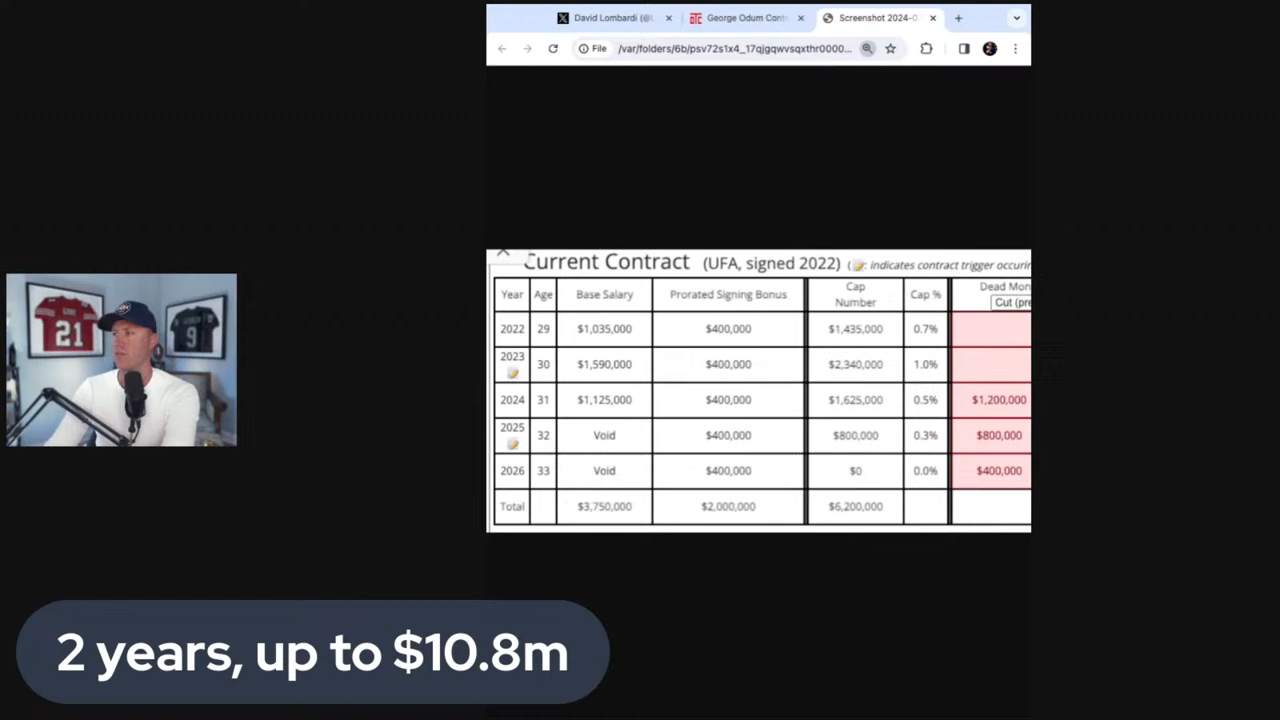 David Lombardi (@L
George Odum Contr
Screenshot 2024-0
File /var/folders/6b/psv72s1x4_17qjgqwvsqxthr0000...
Current Contract (UFA, signed 2022) ( : indicates contract trigger occurin
Year Age Base Salary Prorated Signing Bonus Cap Number Cap % Dead Mon
Cut (pre
2022 29 $1,035,000 $400,000 $1,435,000 0.7%
2023 30 $1,590,000 $400,000 $2,340,000 1.0%
2024 31 $1,125,000 $400,000 $1,625,000 0.5% $1,200,000
2025 32 Void $400,000 $800,000 0.3% $800,000
2026 33 Void $400,000 $0 0.0% $400,000
Total $3,750,000 $2,000,000 $6,200,000
21
9
2 years, up to $10.8m